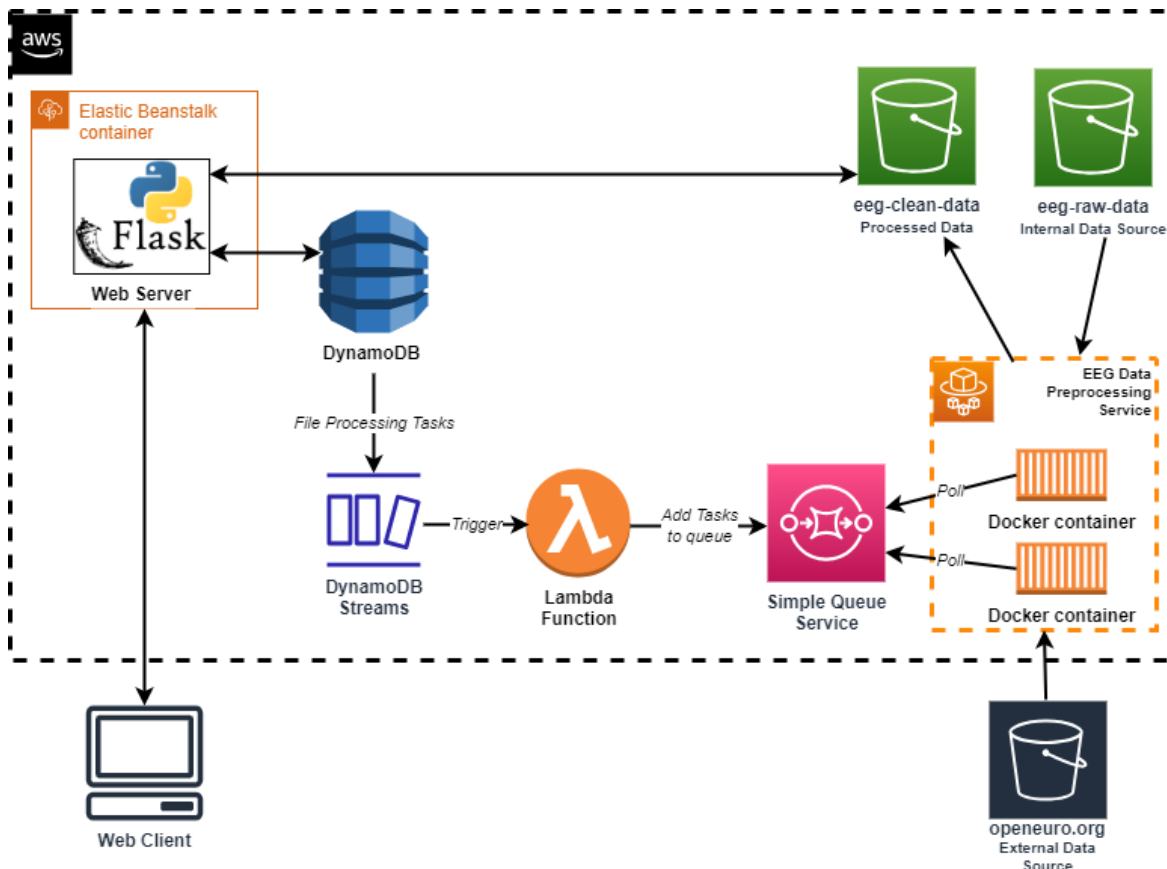 aws
Elastic Beanstalk
container
Flask
Web Server
DynamoDB
File Processing Tasks
DynamoDB
Streams
Trigger
Lambda
Function
Add Tasks
to queue
Simple Queue
Service
eeg-clean-data
Processed Data
eeg-raw-data
Internal Data Source
EEG Data
Preprocessing
Service
Poll
Docker container
Poll
Docker container
Web Client
openeuro.org
External Data
Source